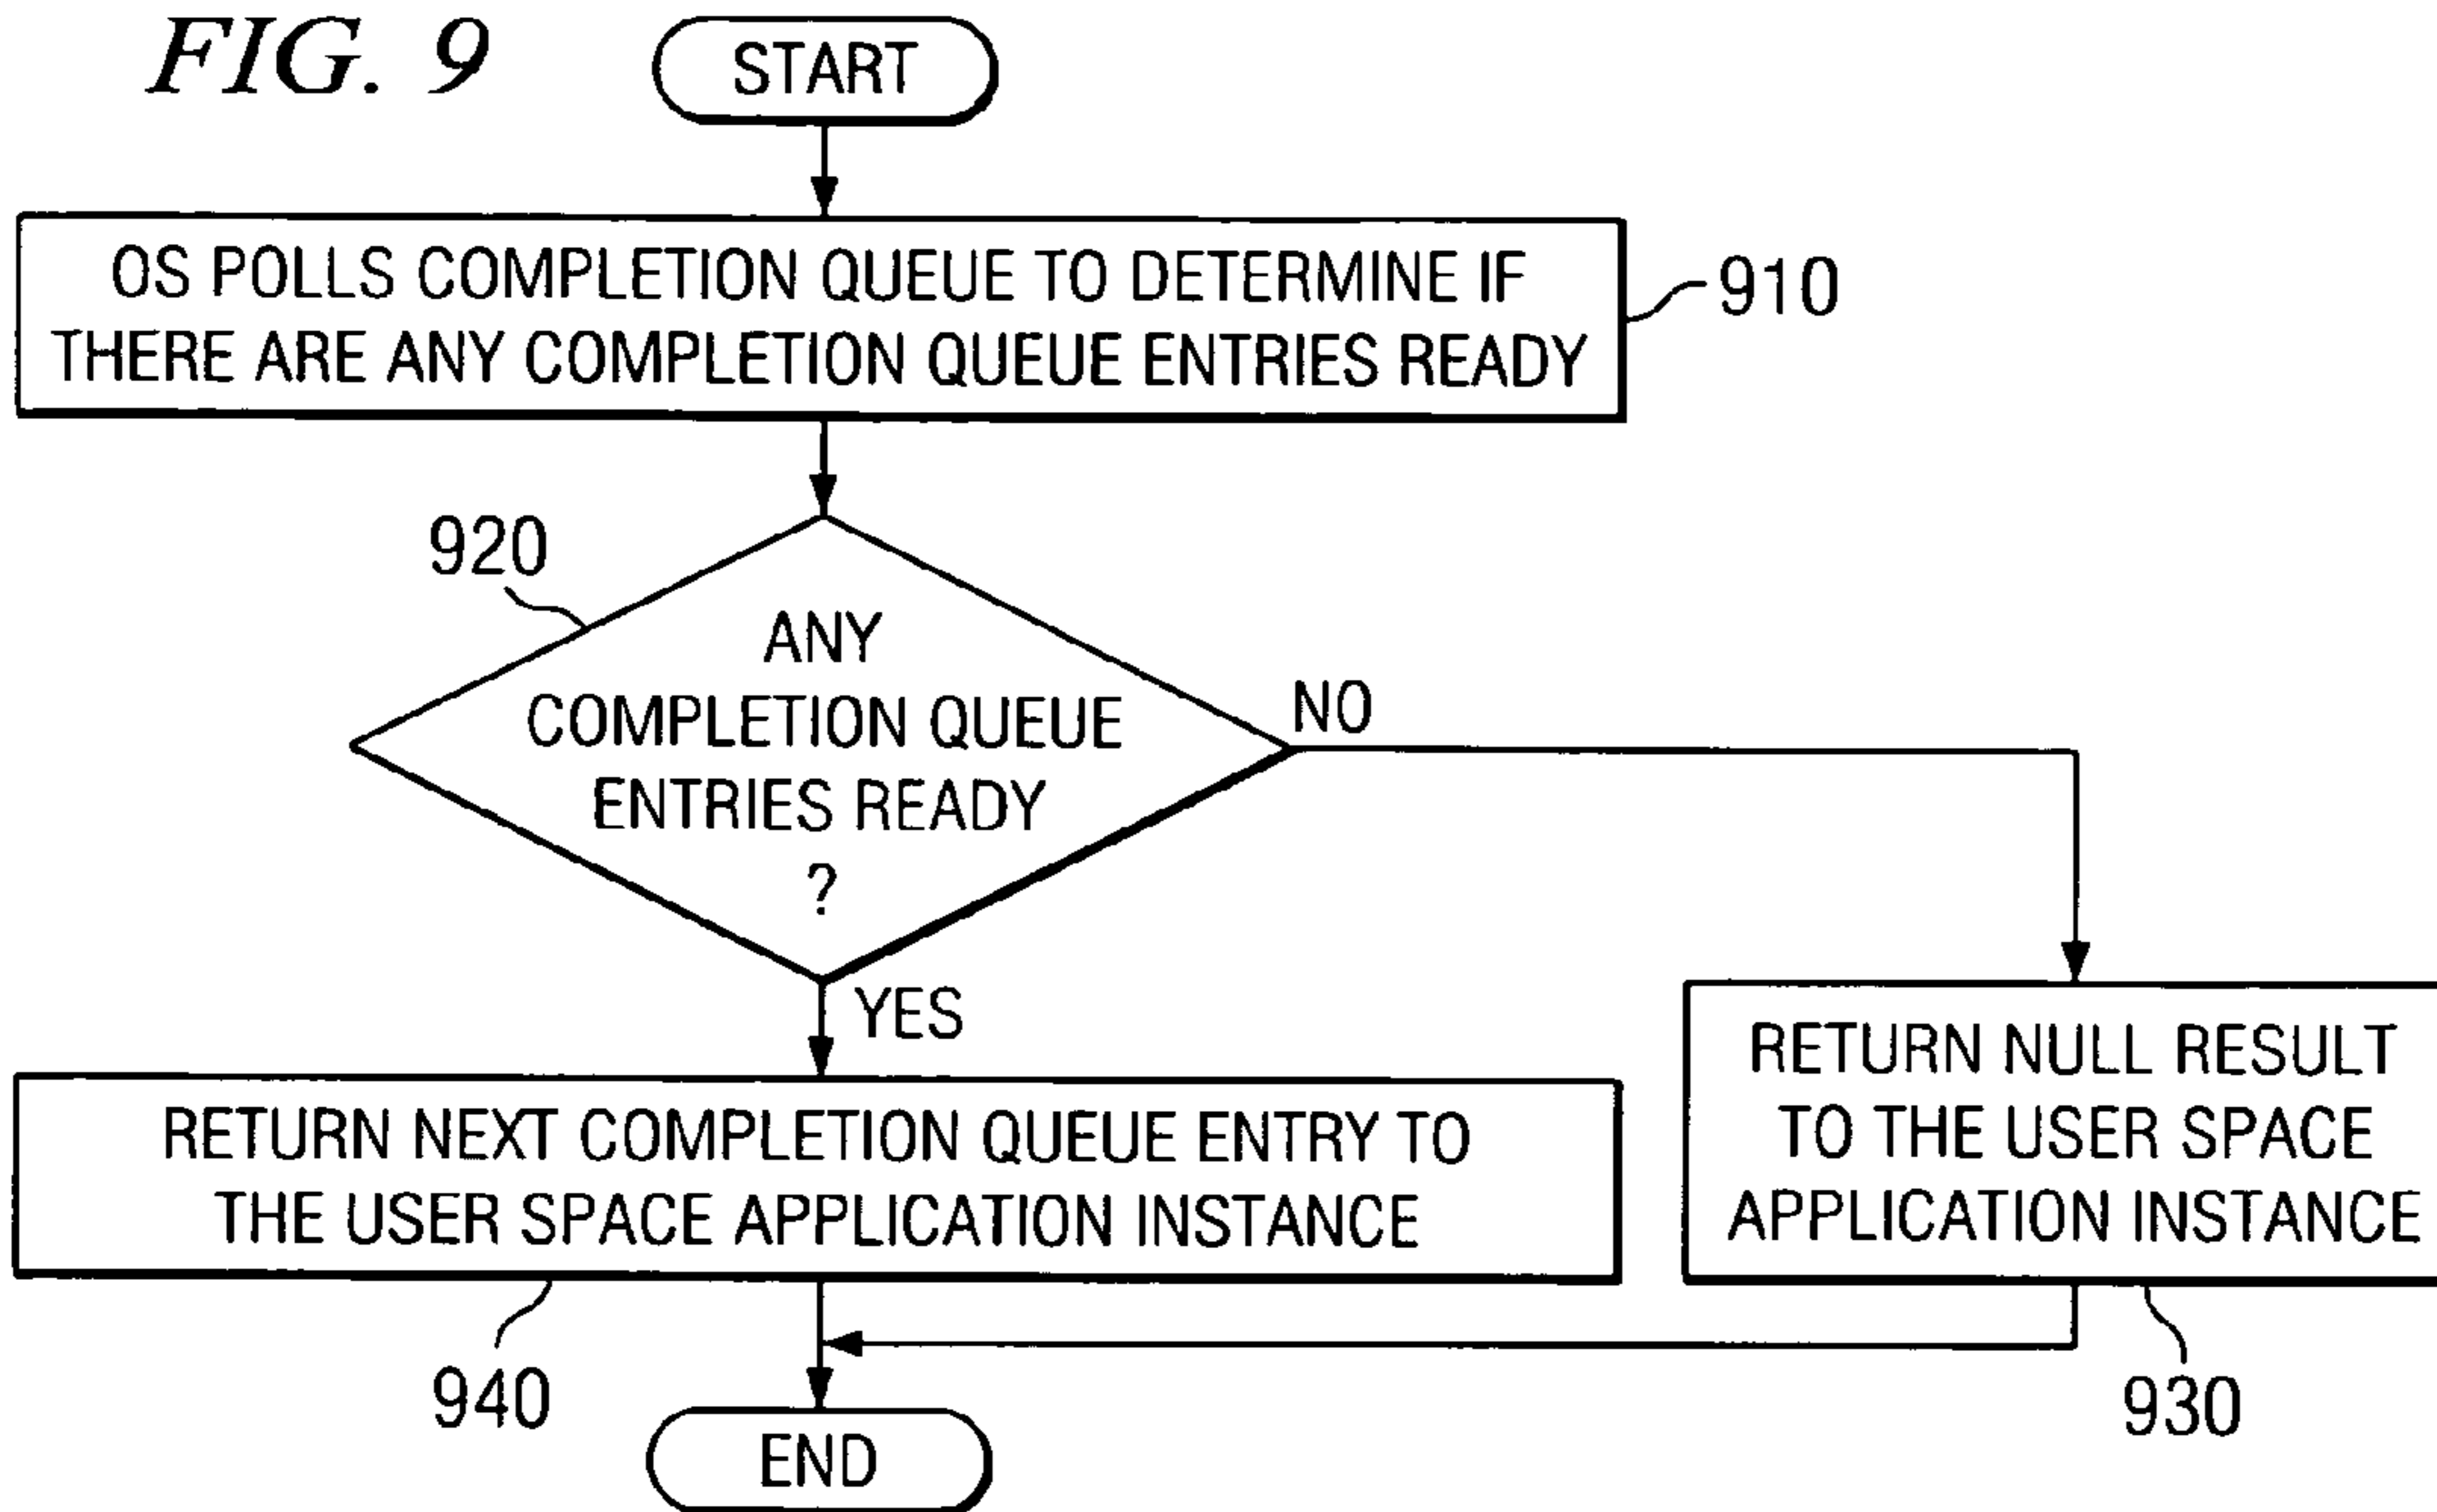 FIG. 9
START
OS POLLS COMPLETION QUEUE TO DETERMINE IF
THERE ARE ANY COMPLETION QUEUE ENTRIES READY
910
920
ANY
COMPLETION QUEUE
ENTRIES READY
?
NO
YES
RETURN NEXT COMPLETION QUEUE ENTRY TO
THE USER SPACE APPLICATION INSTANCE
940
RETURN NULL RESULT
TO THE USER SPACE
APPLICATION INSTANCE
930
END